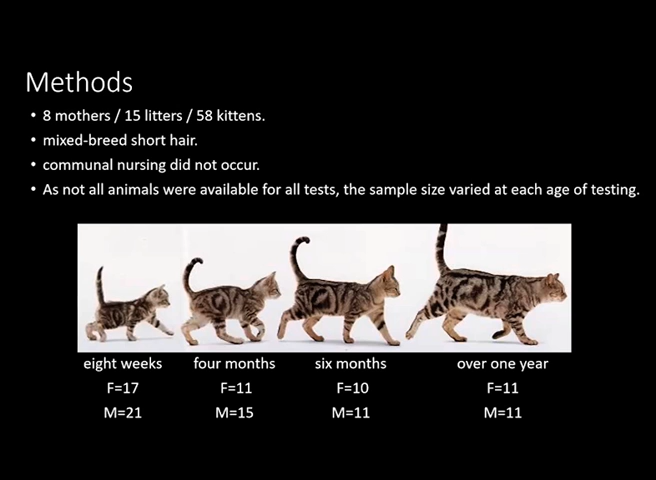 Methods
• 8 mothers / 15 litters / 58 kittens.
• mixed-breed short hair.
• communal nursing did not occur.
• As not all animals were available for all tests, the sample size varied at each age of testing.
eight weeks four months six months over one year
F=17 F=11 F=10 F=11
M=21 M=15 M=11 M=11